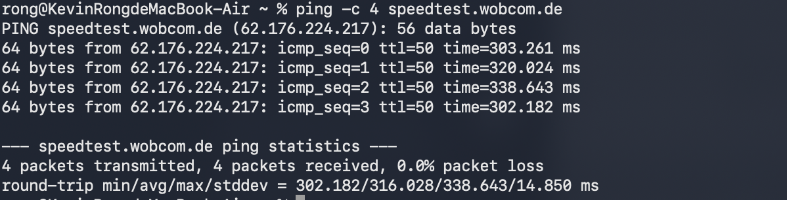 rong@KevinRongdeMacBook-Air ~ % ping -c 4 speedtest.wobcom.de
PING speedtest.wobcom.de (62.176.224.217): 56 data bytes
64 bytes from 62.176.224.217: icmp_seq=0 ttl=50 time=303.261 ms
64 bytes from 62.176.224.217: icmp_seq=1 ttl=50 time=320.024 ms
64 bytes from 62.176.224.217: icmp_seq=2 ttl=50 time=338.643 ms
64 bytes from 62.176.224.217: icmp_seq=3 ttl=50 time=302.182 ms
--- speedtest.wobcom.de ping statistics ---
4 packets transmitted, 4 packets received, 0.0% packet loss
round-trip min/avg/max/stddev = 302.182/316.028/338.643/14.850 ms